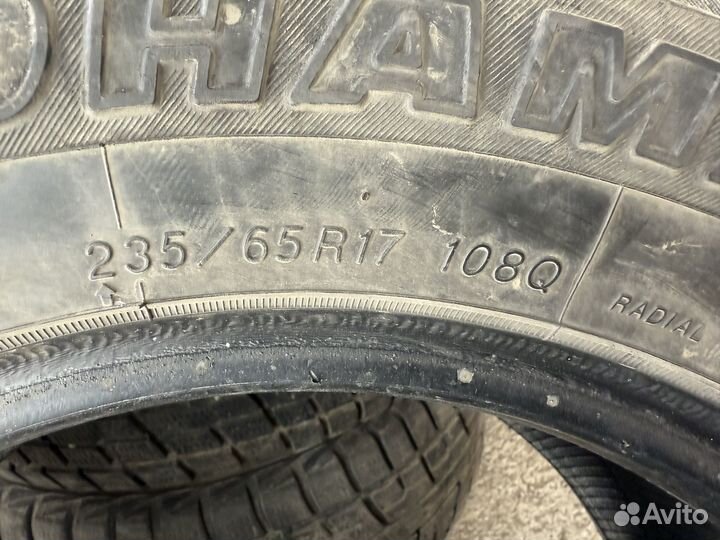 OHAM
235/65R17 108Q
RADIAL
Avito